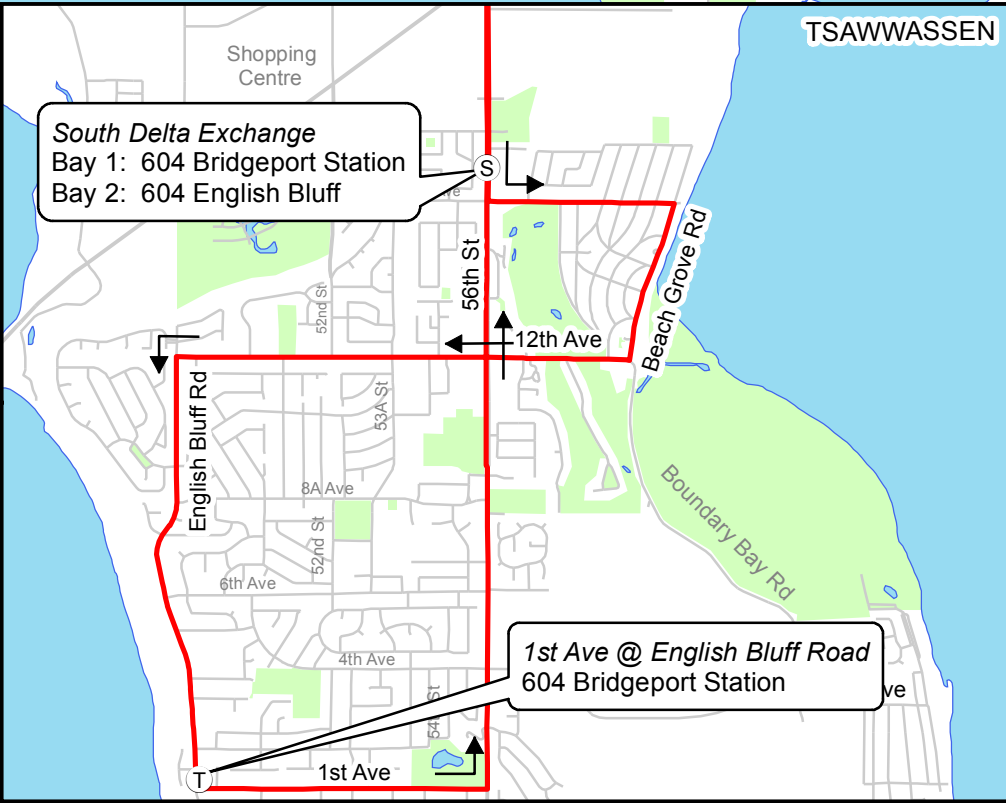 TSAWWASSEN
Shopping
Centre
South Delta Exchange
Bay 1: 604 Bridgeport Station
Bay 2: 604 English Bluff
S
ve
56th St
Beach Grove Rd
52nd St
12th Ave
English Bluff Rd
53A St
8A Ave
52nd St
Boundary Bay Rd
6th Ave
4th Ave
1st Ave @ English Bluff Road
604 Bridgeport Station
ve
T
1st Ave